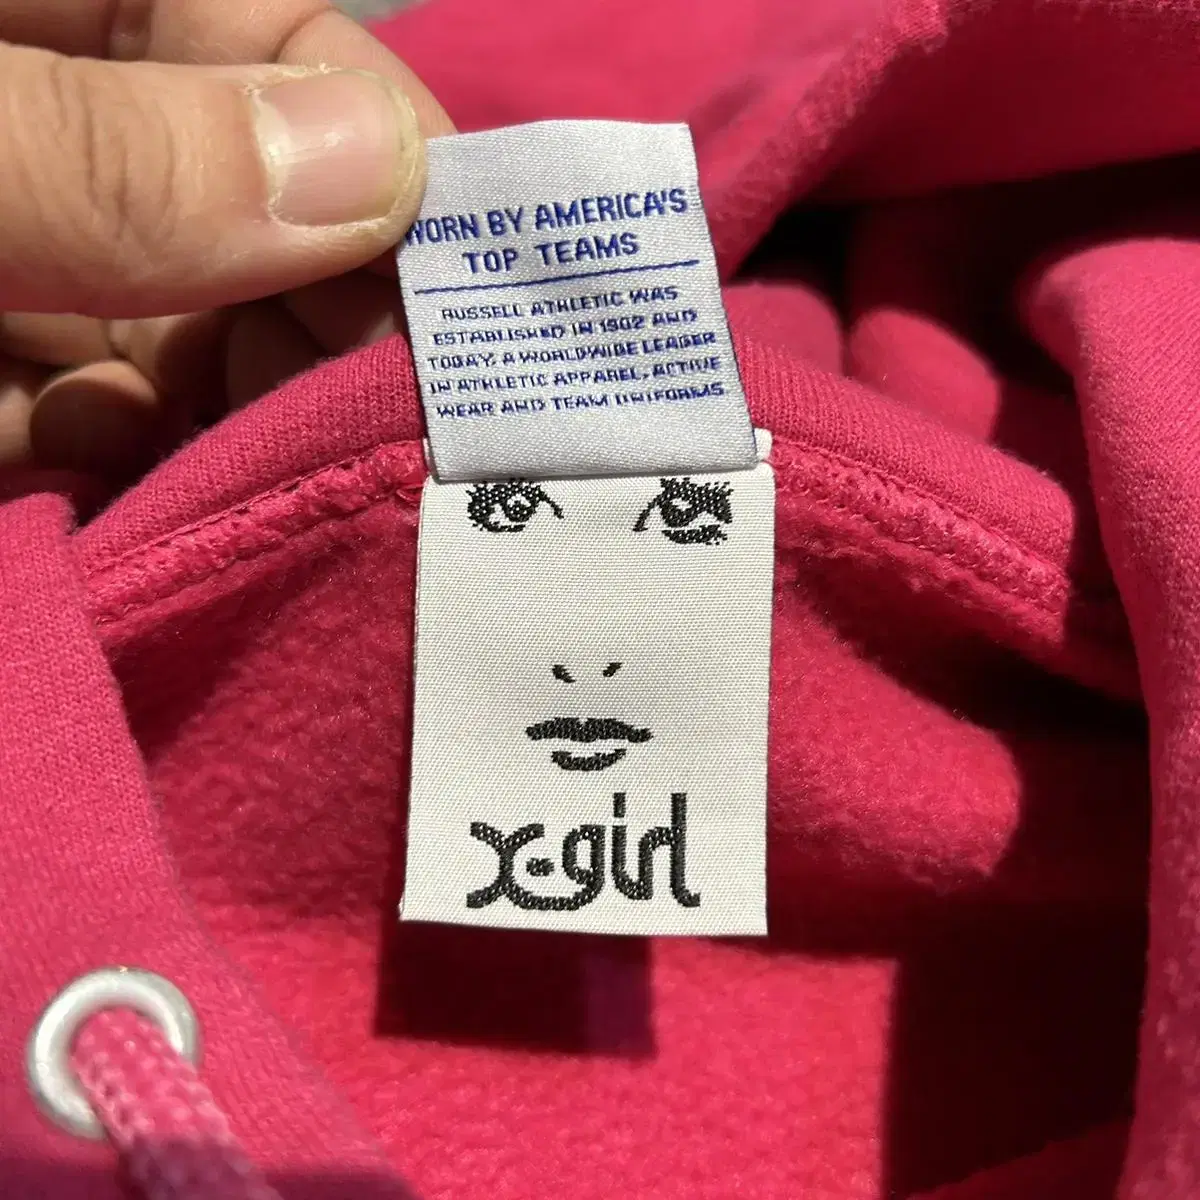 WORN BY AMERICA'S
TOP TEAMS
RUSSELL ATHLETIC WAS
ESTABLISHED IN 1902 AND
TODAY, A WORLDWIDE LEADER
IN ATHLETIC APPAREL, ACTIVE
WEAR AND TEAM UNIFORMS
X-girl